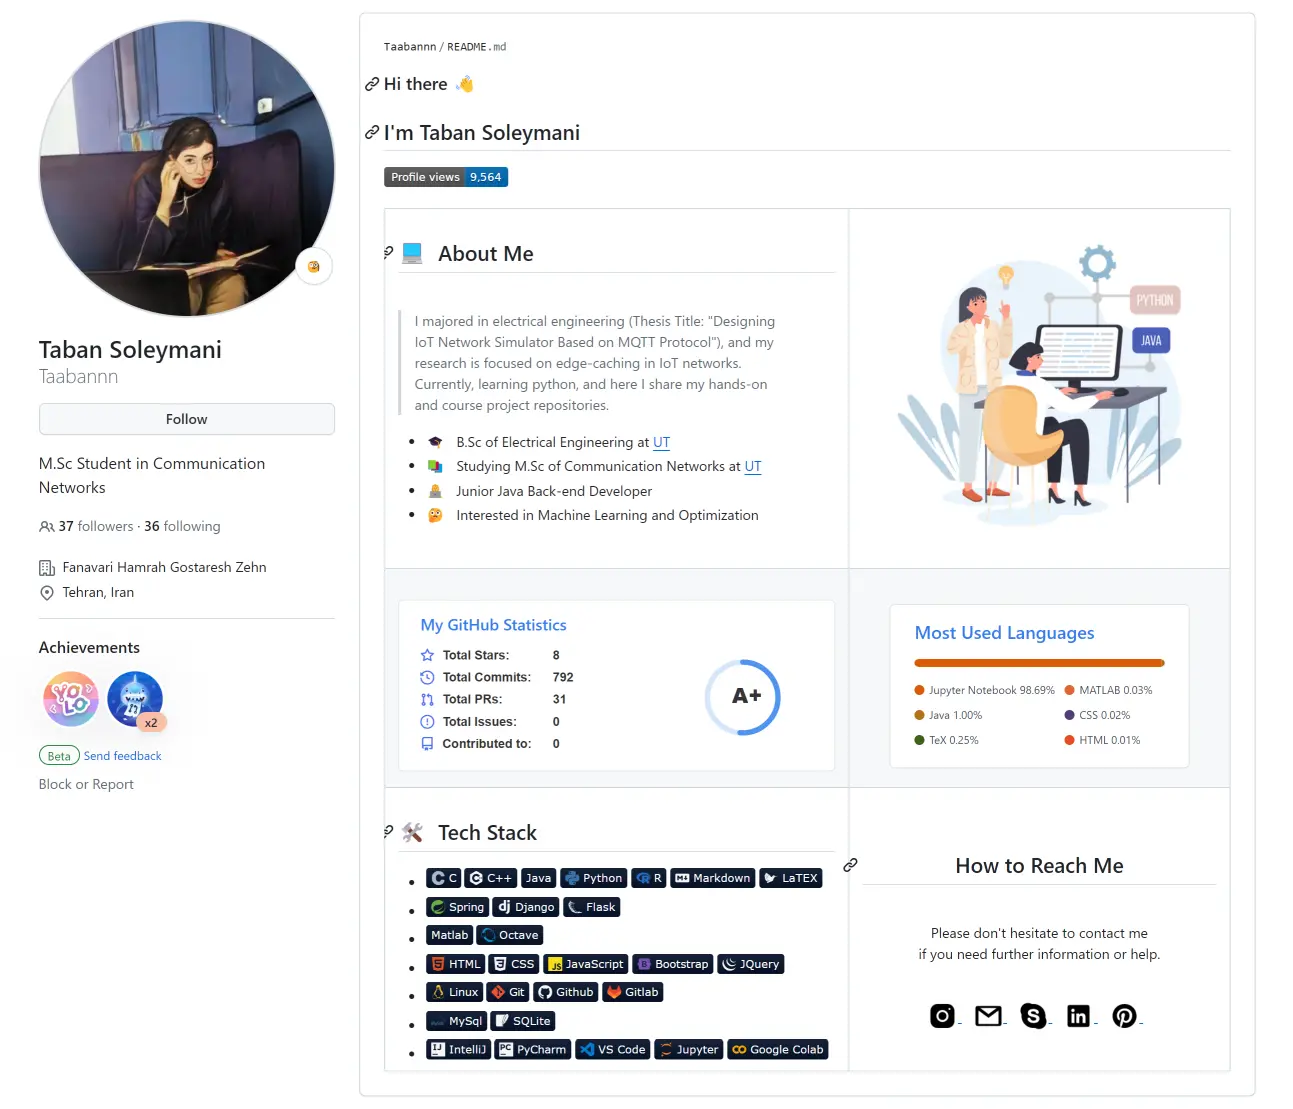 Taban Soleymani
Taabannn
Follow
M.Sc Student in Communication
Networks
37 followers · 36 following
Fanavari Hamrah Gostaresh Zehn
Tehran, Iran
Achievements
YOLO
x2
Beta Send feedback
Block or Report
Taabannn / README.md
Hi there 👋
I'm Taban Soleymani
Profile views 9,564
💻 About Me
I majored in electrical engineering (Thesis Title: "Designing
IoT Network Simulator Based on MQTT Protocol"), and my
research is focused on edge-caching in IoT networks.
Currently, learning python, and here I share my hands-on
and course project repositories.
B.Sc of Electrical Engineering at UT
Studying M.Sc of Communication Networks at UT
Junior Java Back-end Developer
Interested in Machine Learning and Optimization
PYTHON
JAVA
My GitHub Statistics
Total Stars: 8
Total Commits: 792
Total PRs: 31
Total Issues: 0
Contributed to: 0
A+
Most Used Languages
Jupyter Notebook 98.69% MATLAB 0.03%
Java 1.00% CSS 0.02%
TeX 0.25% HTML 0.01%
🛠️ Tech Stack
C C++ Java Python R Markdown LaTEX
Spring Django Flask
Matlab Octave
HTML CSS JavaScript Bootstrap JQuery
Linux Git Github Gitlab
MySql SQLite
IntelliJ PyCharm VS Code Jupyter Google Colab
How to Reach Me
Please don't hesitate to contact me
if you need further information or help.